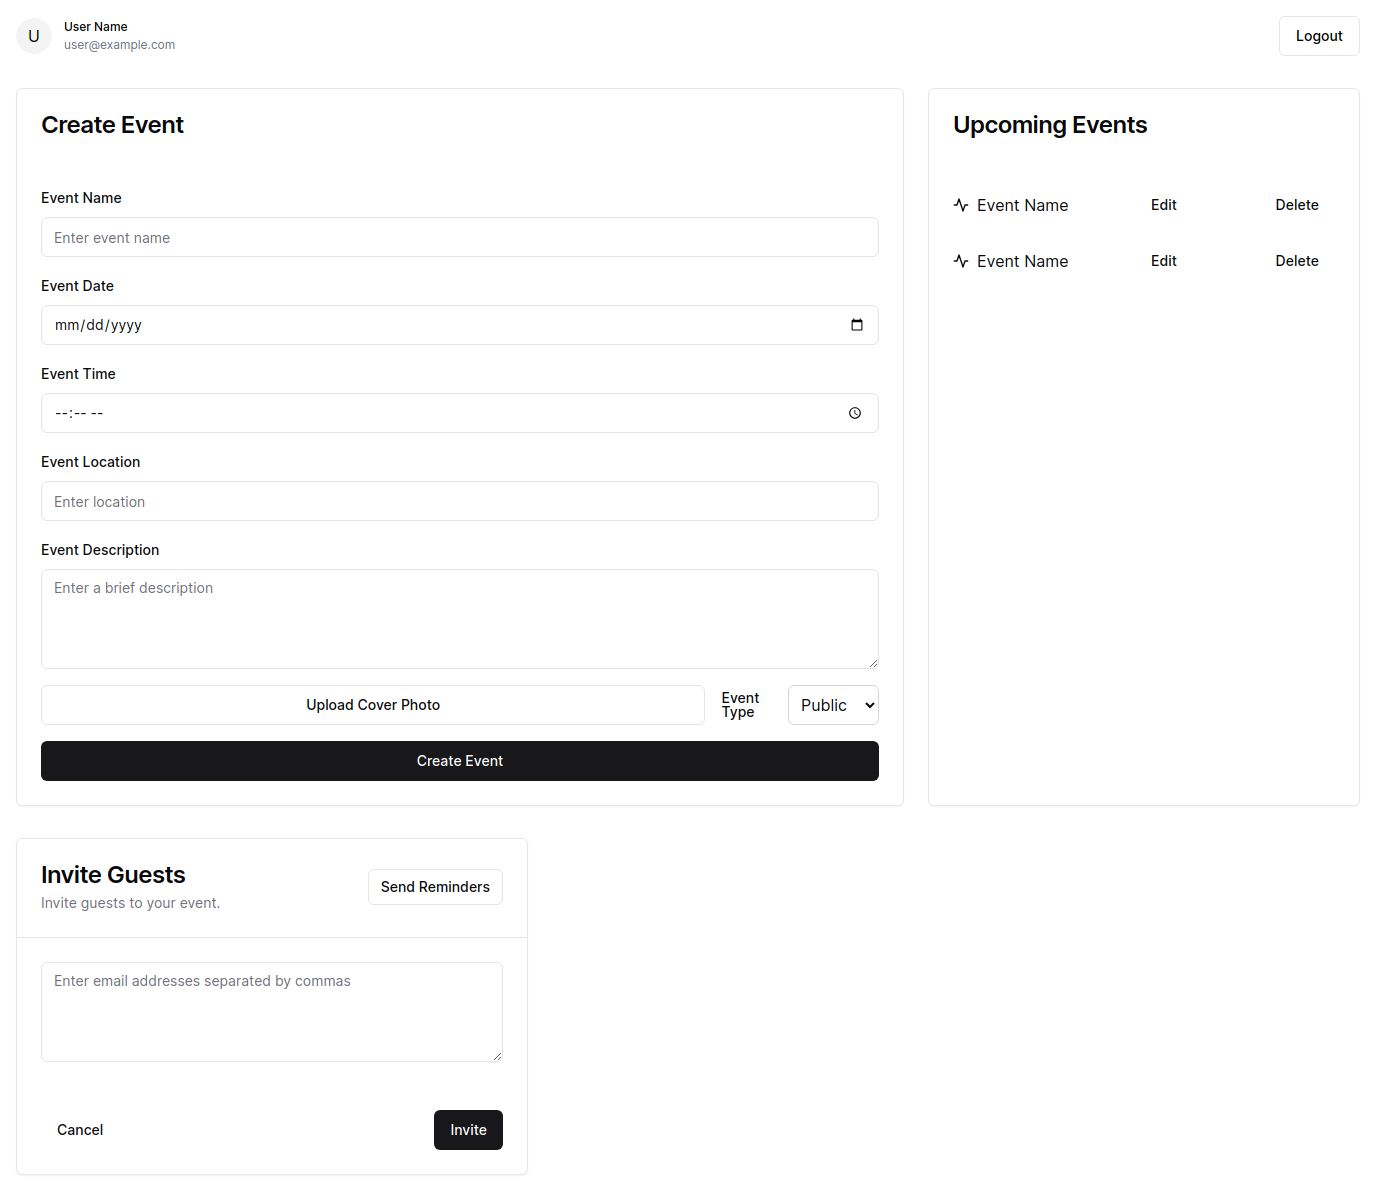 U
User Name
user@example.com
Logout
Create Event
Event Name
Enter event name
Event Date
mm/dd/yyyy
Event Time
--:-- --
Event Location
Enter location
Event Description
Enter a brief description
Upload Cover Photo
Event
Type
Public
Create Event
Upcoming Events
Event Name Edit Delete
Event Name Edit Delete
Invite Guests
Invite guests to your event.
Send Reminders
Enter email addresses separated by commas
Cancel
Invite